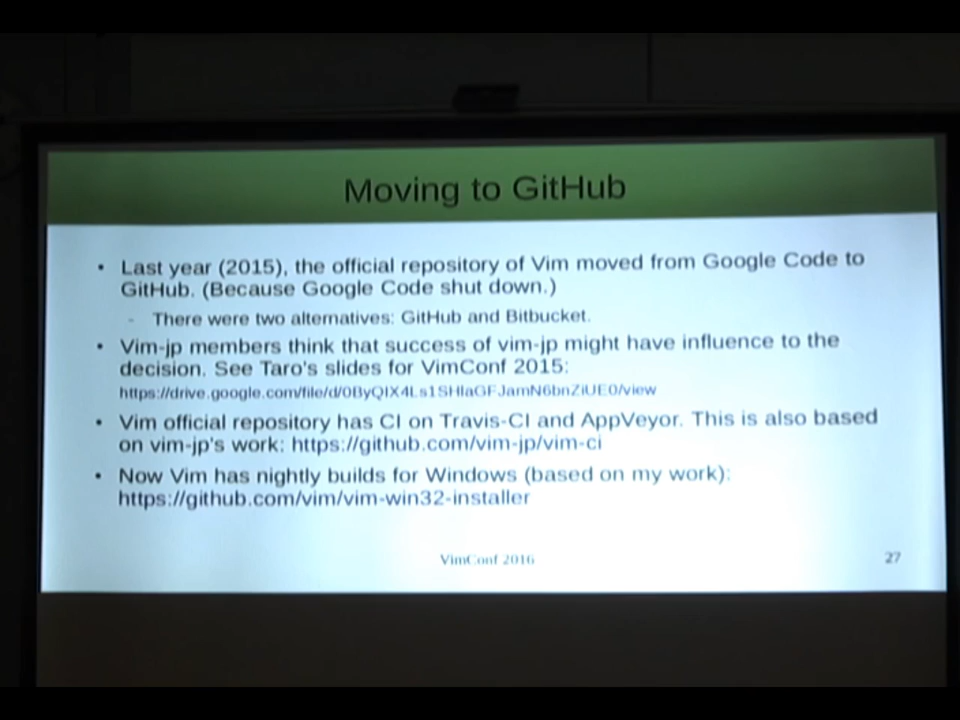 Moving to GitHub
• Last year (2015), the official repository of Vim moved from Google Code to
GitHub. (Because Google Code shut down.)
- There were two alternatives: GitHub and Bitbucket.
• Vim-jp members think that success of vim-jp might have influence to the
decision. See Taro's slides for VimConf 2015:
https://drive.google.com/file/d/0ByQIX4Ls1SHlaGFJamN6bnZiUE0/view
• Vim official repository has CI on Travis-CI and AppVeyor. This is also based
on vim-jp's work: https://github.com/vim-jp/vim-ci
• Now Vim has nightly builds for Windows (based on my work):
https://github.com/vim/vim-win32-installer
VimConf 2016
27